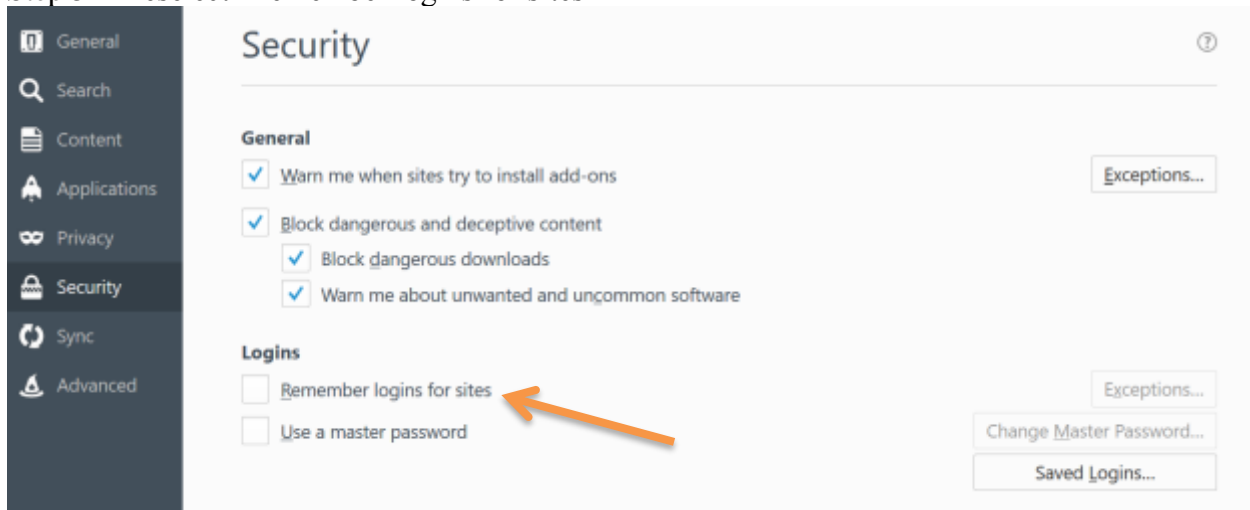 General
Search
Content
Applications
Privacy
Security
Sync
Advanced
Security
General
Warn me when sites try to install add-ons
Exceptions...
Block dangerous and deceptive content
Block dangerous downloads
Warn me about unwanted and uncommon software
Logins
Remember logins for sites
Exceptions...
Use a master password
Change Master Password...
Saved Logins...